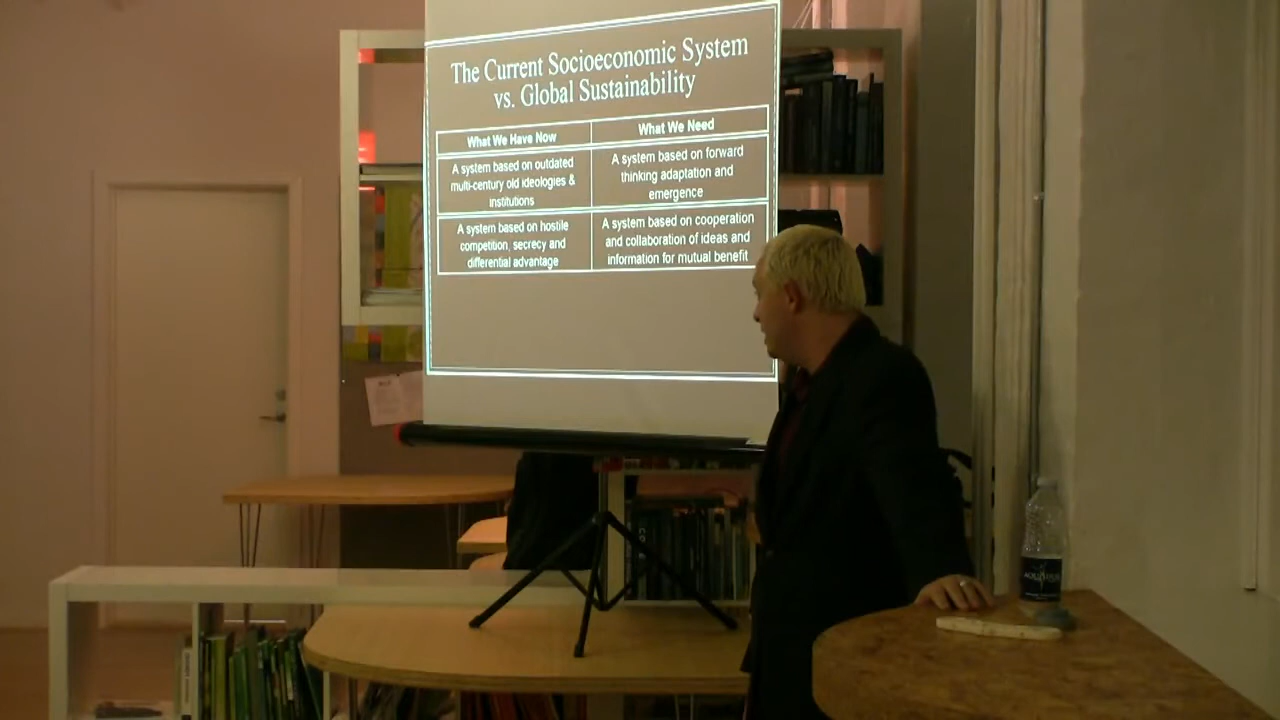 The Current Socioeconomic System
vs. Global Sustainability
What We Have Now
What We Need
A system based on outdated
multi-century old ideologies &
institutions
A system based on forward
thinking adaptation and
emergence
A system based on hostile
competition, secrecy and
differential advantage
A system based on cooperation
and collaboration of ideas and
information for mutual benefit